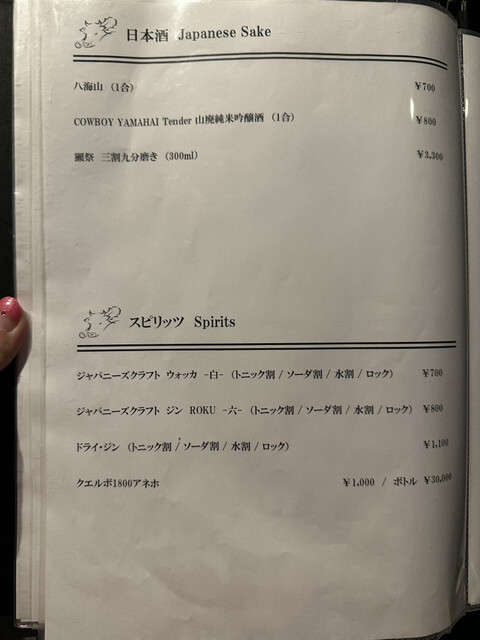 日本酒 Japanese Sake
八海山 (1合) ￥700
COWBOY YAMAHAI Tender 山廃純米吟醸酒 (1合) ￥800
獺祭 三割九分磨き (300ml) ￥3,300
スピリッツ Spirits
ジャパニーズクラフト ウォッカ -白- (トニック割 / ソーダ割 / 水割 / ロック) ￥700
ジャパニーズクラフト ジン ROKU -六- (トニック割 / ソーダ割 / 水割 / ロック) ￥800
ドライ・ジン (トニック割 / ソーダ割 / 水割 / ロック) ￥1,100
クエルボ1800アネホ ￥1,000 / ボトル ￥30,000